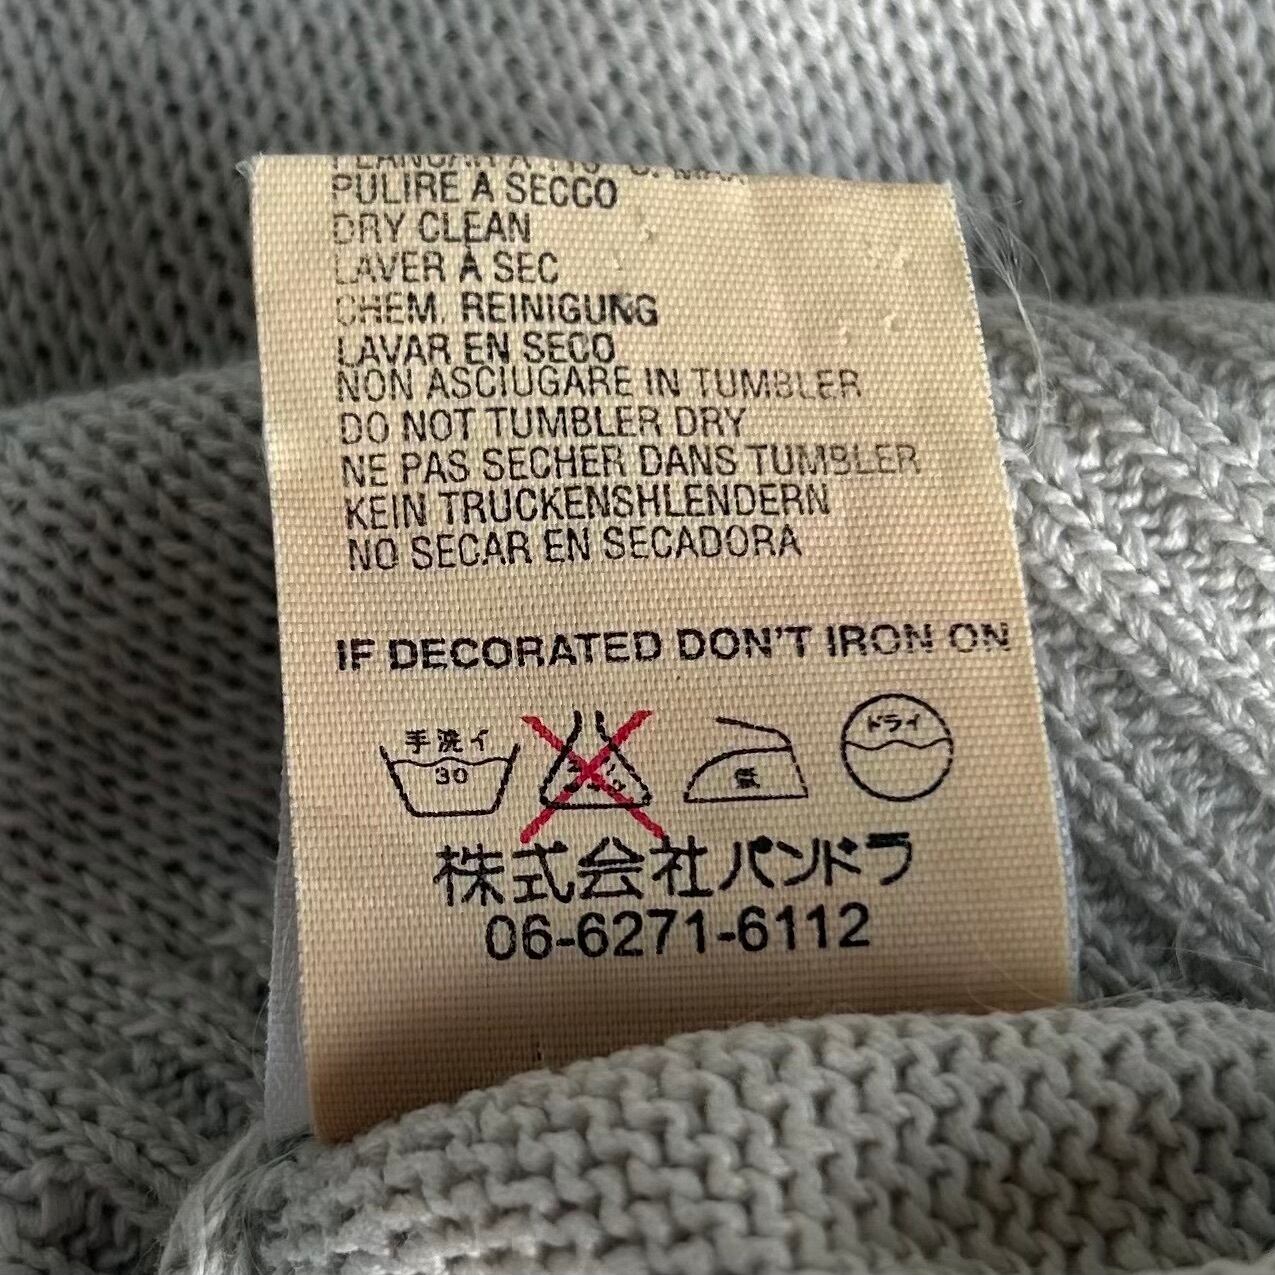 PULIRE A SECCO
DRY CLEAN
LAVER A SEC
CHEM. REINIGUNG
LAVAR EN SECO
NON ASCIUGARE IN TUMBLER
DO NOT TUMBLER DRY
NE PAS SECHER DANS TUMBLER
KEIN TRUCKENSHLENDERN
NO SECAR EN SECADORA
IF DECORATED DON'T IRON ON
手洗イ
30
低
ドライ
株式会社パンドラ
06-6271-6112